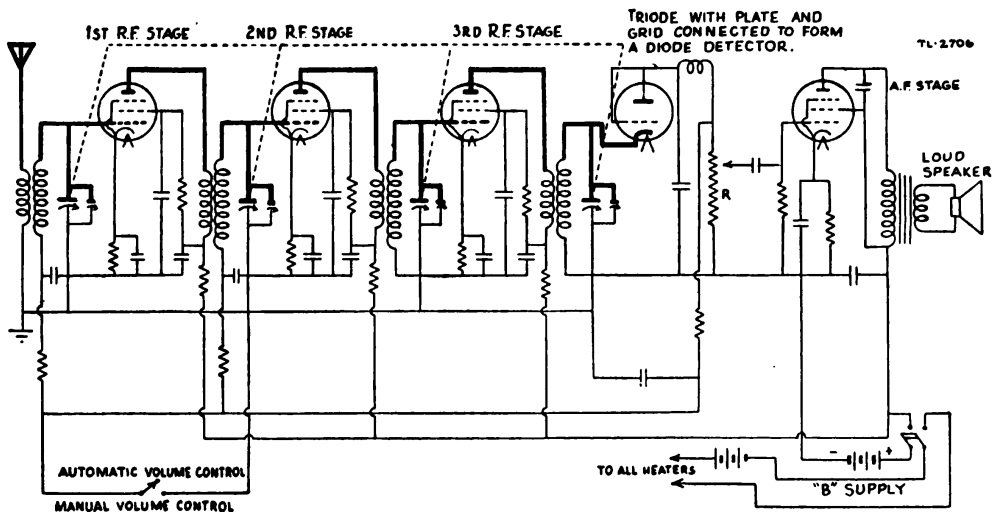 1ST R.F. STAGE
2ND R.F. STAGE
3RD R.F. STAGE
TRIODE WITH PLATE AND
GRID CONNECTED TO FORM
A DIODE DETECTOR.
TL-2706
A.F. STAGE
LOUD
SPEAKER
R
AUTOMATIC VOLUME CONTROL
MANUAL VOLUME CONTROL
TO ALL HEATERS
- +
"B" SUPPLY